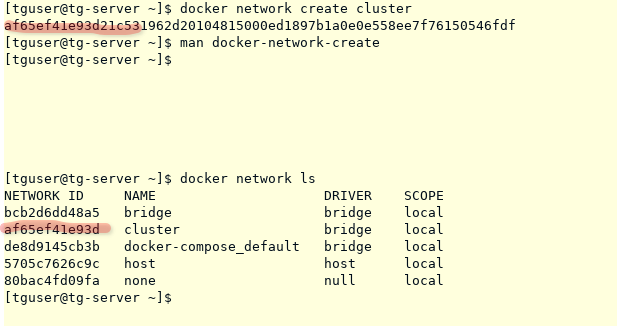 [tguser@tg-server ~]$ docker network create cluster
af65ef41e93d21c531962d20104815000ed1897b1a0e0e558ee7f76150546fdf
[tguser@tg-server ~]$ man docker-network-create
[tguser@tg-server ~]$
[tguser@tg-server ~]$ docker network ls
NETWORK ID     NAME                     DRIVER    SCOPE
bcb2d6dd48a5   bridge                   bridge    local
af65ef41e93d   cluster                  bridge    local
de8d9145cb3b   docker-compose_default   bridge    local
5705c7626c9c   host                     host      local
80bac4fd09fa   none                     null      local
[tguser@tg-server ~]$